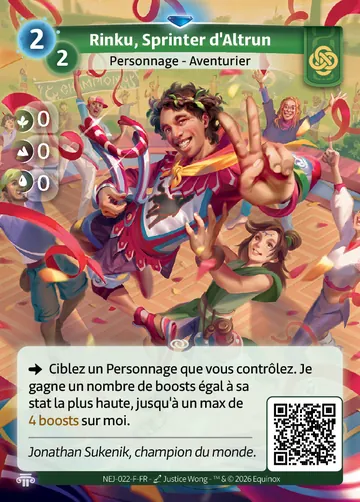 2
2
Rinku, Sprinter d'Altrun
Personnage - Aventurier
0
0
0
➜ Ciblez un Personnage que vous contrôlez. Je
gagne un nombre de boosts égal à sa
stat la plus haute, jusqu'à un max de
4 boosts sur moi.
Jonathan Sukenik, champion du monde.
NEJ-022-F-FR - Justice Wong - ™ & © 2026 Equinox